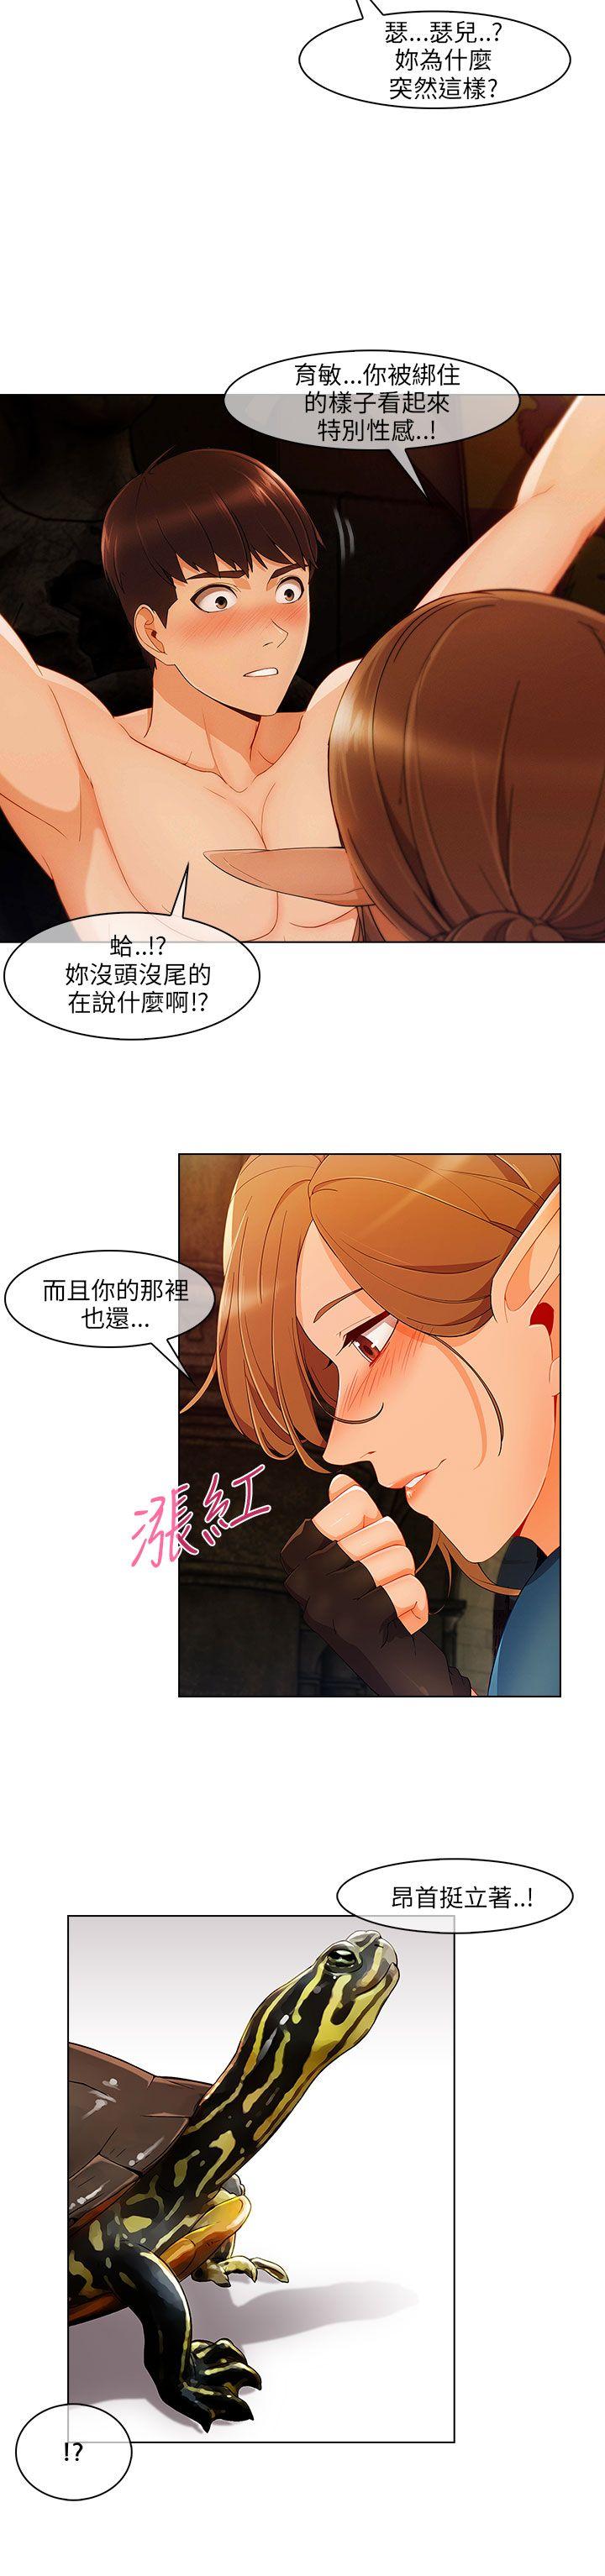 瑟...瑟兒..?
妳為什麼
突然這樣?
育敏...你被綁住
的樣子看起來
特別性感..!
蛤..!?
妳沒頭沒尾的
在說什麼啊!?
而且你的那裡
也還...
漲紅
昂首挺立著..!
!?